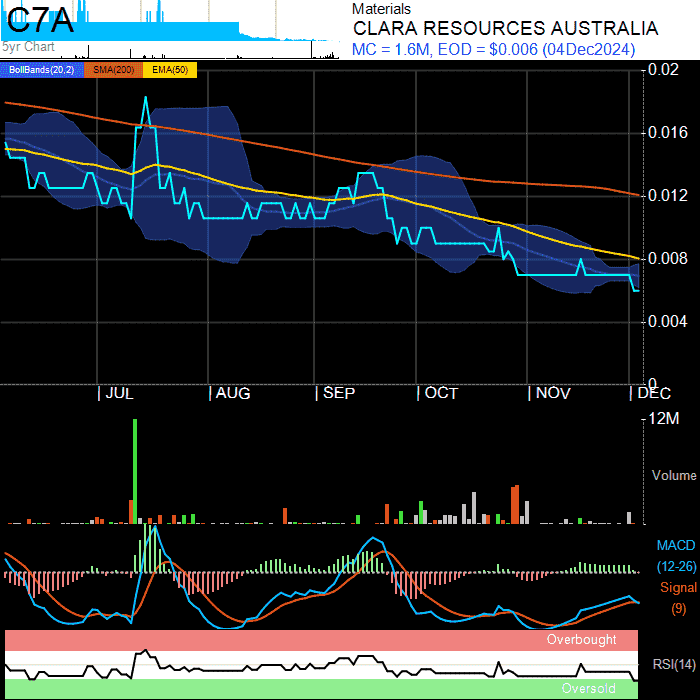 C7A
5yr Chart
Materials
CLARA RESOURCES AUSTRALIA
MC = 1.6M, EOD = $0.006 (04Dec2024)
BollBands(20,2) SMA(200) EMA(50)
0.02
0.016
0.012
0.008
0.004
0
| JUL | AUG | SEP | OCT | NOV | DEC
12M
Volume
MACD
(12-26)
Signal
(9)
Overbought
RSI(14)
Oversold